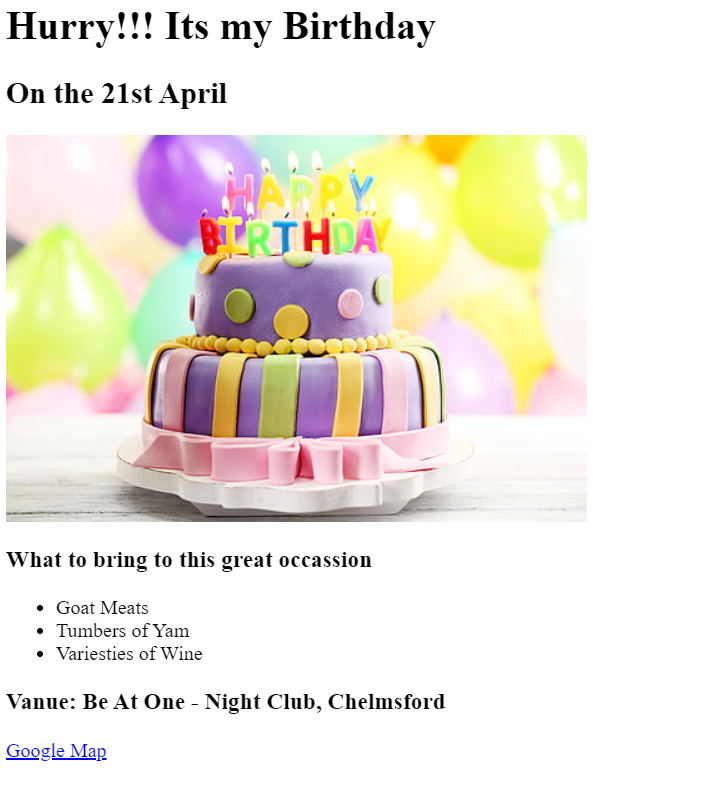 Hurry!!! Its my Birthday
On the 21st April
HAPPY
BIRTHDAY
What to bring to this great occassion
Goat Meats
Tumbers of Yam
Variesties of Wine
Vanue: Be At One - Night Club, Chelmsford
Google Map